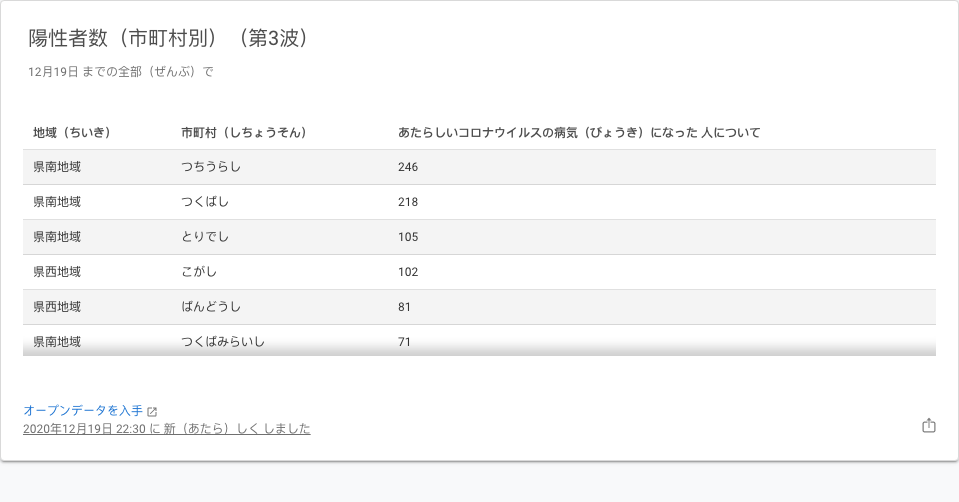 陽性者数（市町村別）（第3波）
12月19日 までの全部（ぜんぶ）で
地域（ちいき） 市町村（しちょうそん） あたらしいコロナウイルスの病気（びょうき）になった 人について
県南地域 つちうらし 246
県南地域 つくばし 218
県南地域 とりでし 105
県西地域 こがし 102
県西地域 ばんどうし 81
県南地域 つくばみらいし 71
オープンデータを入手
2020年12月19日 22:30 に 新（あたら）しく しました